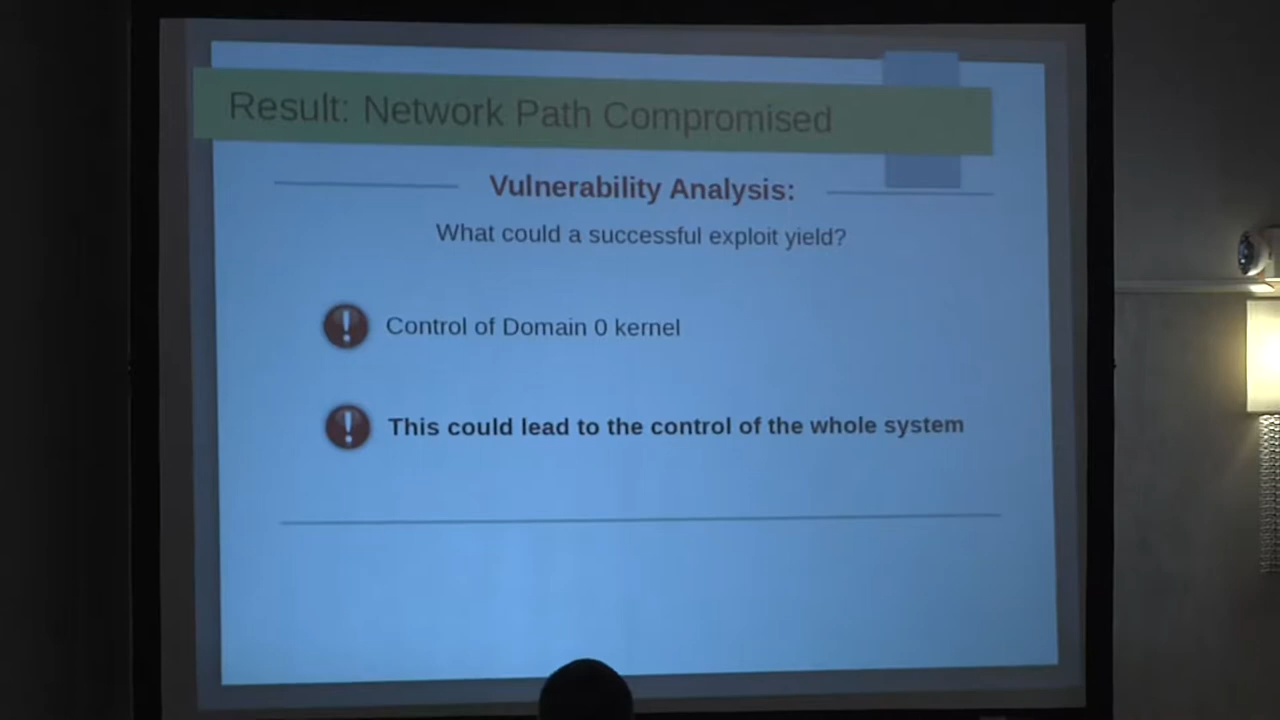 Result: Network Path Compromised
Vulnerability Analysis:
What could a successful exploit yield?
Control of Domain 0 kernel
This could lead to the control of the whole system